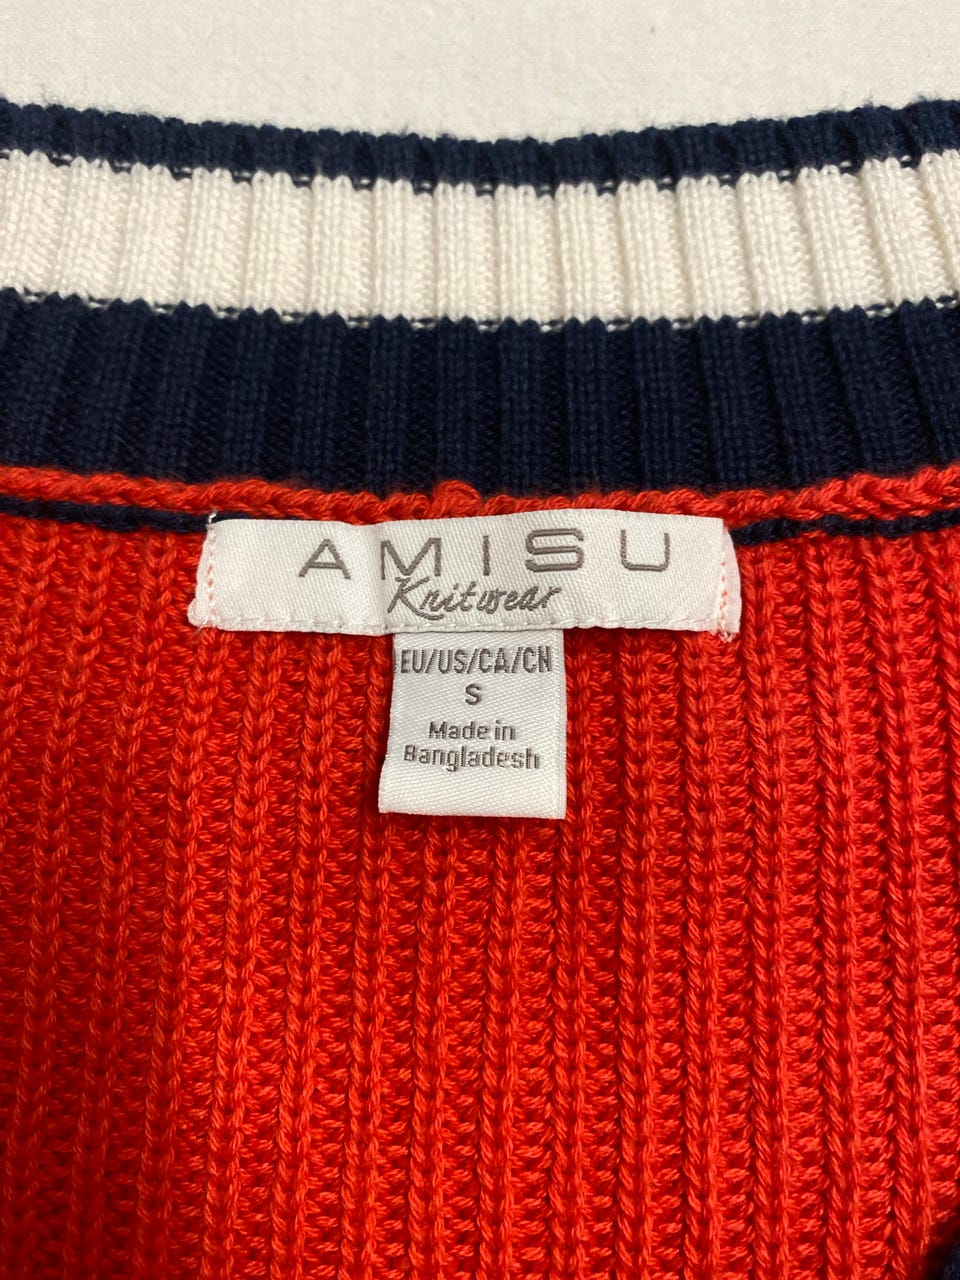 AMISU
Knitwear
EU/US/CA/CN
S
Made in
Bangladesh